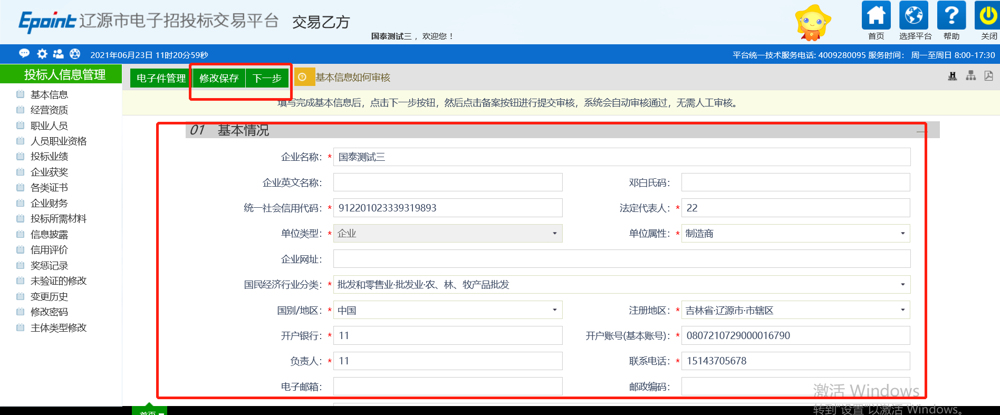 Epoint 辽源市电子招投标交易平台 交易乙方
国泰测试三 ，欢迎您！
首页 选择平台 帮助 关闭
2021年06月23日 11时20分59秒
平台统一技术服务电话: 4009280095 服务时间： 周一至周日 8:00-17:30
投标人信息管理
基本信息
经营资质
职业人员
人员职业资格
投标业绩
企业获奖
各类证书
企业财务
投标所需材料
信息披露
信用评价
奖惩记录
未验证的修改
变更历史
修改密码
主体类型修改
电子件管理 修改保存 下一步 基本信息如何审核
填写完成基本信息后，点击下一步按钮，然后点击备案按钮进行提交审核，系统会自动审核通过，无需人工审核。
01 基本情况
企业名称：* 国泰测试三
企业英文名称：
邓白氏码：
统一社会信用代码：* 912201023339319893
法定代表人：* 22
单位类型：* 企业
单位属性：* 制造商
企业网址：
国民经济行业分类：* 批发和零售业·批发业·农、林、牧产品批发
国别/地区：* 中国
注册地区：* 吉林省·辽源市·市辖区
开户银行：* 11
开户账号(基本账号)：* 0807210729000016790
负责人：* 11
联系电话：* 15143705678
电子邮箱：
邮政编码：
激活 Windows
转到"设置"以激活 Windows。
首页